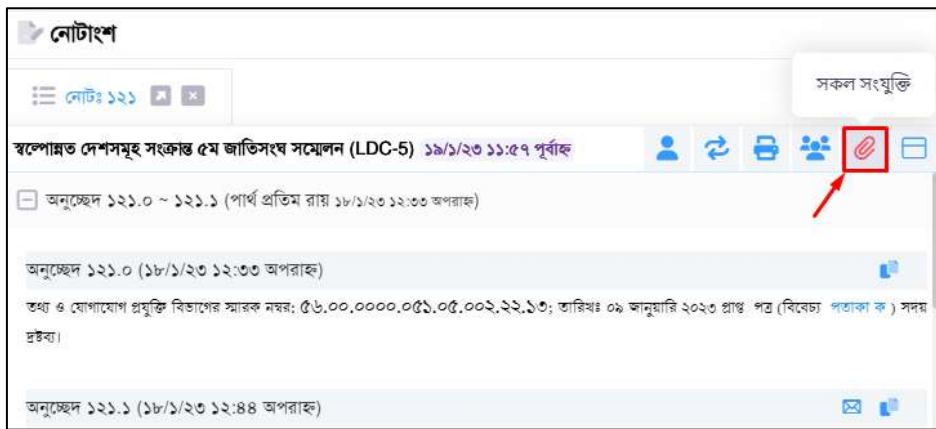 নোটাংশ
সকল সংযুক্তি
নোটঃ ১২১
স্বল্পোন্নত দেশসমূহ সংক্রান্ত ৫ম জাতিসংঘ সম্মেলন (LDC-5) ১৯/১/২৩ ১১:৫৭ পূর্বাহ্ন
অনুচ্ছেদ ১২১.০ ~ ১২১.১ (পার্থ প্রতিম রায় ১৮/১/২৩ ১২:৩৩ অপরাহ্ন)
অনুচ্ছেদ ১২১.০ (১৮/১/২৩ ১২:৩৩ অপরাহ্ন)
তথ্য ও যোগাযোগ প্রযুক্তি বিভাগের স্মারক নম্বর: ৫৬.০০.০০০০.০৫১.০৫.০০২.২২.১৩; তারিখঃ ০৯ জানুয়ারি ২০২৩ প্রাপ্ত পত্র (বিবেচ্য পতাকা ক ) সদয়
দ্রষ্টব্য।
অনুচ্ছেদ ১২১.১ (১৮/১/২৩ ১২:৪৪ অপরাহ্ন)